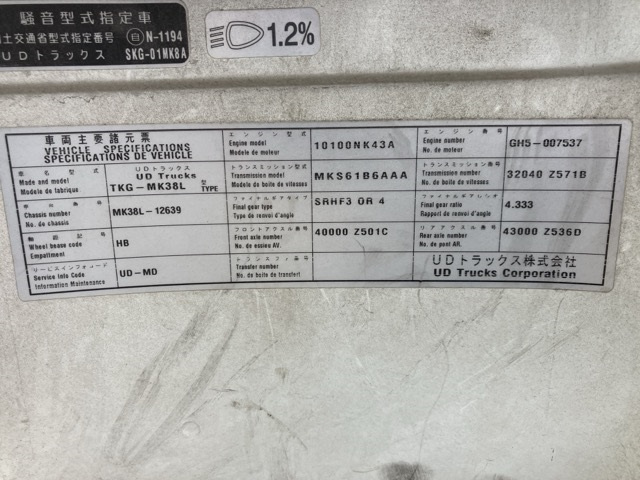 騒音型式指定車
土交通省型式指定番号 自 N-1194
UDトラックス SKG-01MK8A
1.2%
車両主要諸元票
VEHICLE SPECIFICATIONS
SPECIFICATIONS DE VEHICLE
車名型式
Make and model
Modele de fabrique
UDトラックス
UD Trucks
TKG-MK38L 型式 TYPE
車台番号
Chassis number
No. de chassis
MK38L-12639
軸距記号
Wheel base code
Empattement
HB
サービスインフォコード
Service Info Code
Information Maintenance
UD-MD
エンジン型式
Engine model
Modele de moteur
10100NK43A
トランスミッション型式
Transmission model
Modele de boite de vitesses
MKS61B6AAA
ファイナルギアタイプ
Final gear type
Type de renvoi d'angle
SRHF3 OR 4
フロントアクスル番号
Front axle number
No. de essieu AV.
40000 Z501C
トランスファ番号
Transfer number
No. de boite de transfert
エンジン番号
Engine number
No. de moteur
GH5-007537
トランスミッション番号
Transmission number
No. de boite de vitesses
32040 Z571B
ファイナルギアレシオ
Final gear ratio
Rapport de renvoi d'angle
4.333
リアアクスル番号
Rear axle number
No. de pont AR.
43000 Z536D
UDトラックス株式会社
UD Trucks Corporation